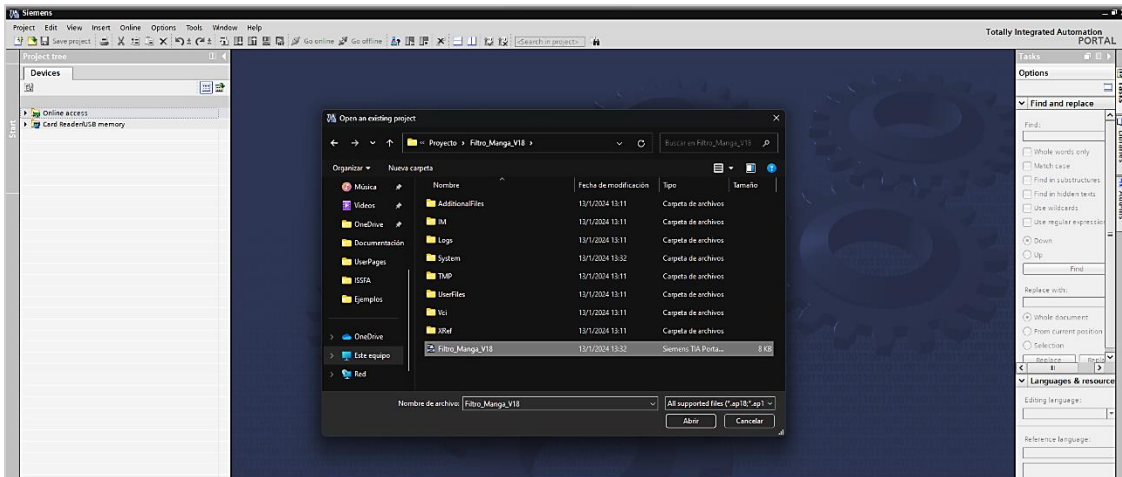 Siemens
Project Edit View Insert Online Options Tools Window Help
Save project Go online Go offline <Search in project>
Totally Integrated Automation
PORTAL
Project tree
Devices
Online access
Card Reader/USB memory
Start
Open an existing project
« Proyecto › Filtro_Manga_V18 ›
Buscar en Filtro_Manga_V18
Organizar Nueva carpeta
Música
Videos
OneDrive
Documentación
UserPages
ISSFA
Ejemplos
OneDrive
Este equipo
Red
Nombre Fecha de modificación Tipo Tamaño
AdditionalFiles 13/1/2024 13:11 Carpeta de archivos
IM 13/1/2024 13:11 Carpeta de archivos
Logs 13/1/2024 13:11 Carpeta de archivos
System 13/1/2024 13:32 Carpeta de archivos
TMP 13/1/2024 13:11 Carpeta de archivos
UserFiles 13/1/2024 13:11 Carpeta de archivos
Vci 13/1/2024 13:11 Carpeta de archivos
XRef 13/1/2024 13:11 Carpeta de archivos
Filtro_Manga_V18 13/1/2024 13:32 Siemens TIA Porta... 8 KB
Nombre de archivo: Filtro_Manga_V18 All supported files (*.ap18;*.ap1
Abrir Cancelar
Tasks
Options
Find and replace
Find:
Whole words only
Match case
Find in substructures
Find in hidden texts
Use wildcards
Use regular expressio
Down
Up
Find
Replace with:
Whole document
From current position
Selection
Replace Repla
Languages & resource
Editing language:
Reference language:
Tasks
Libraries